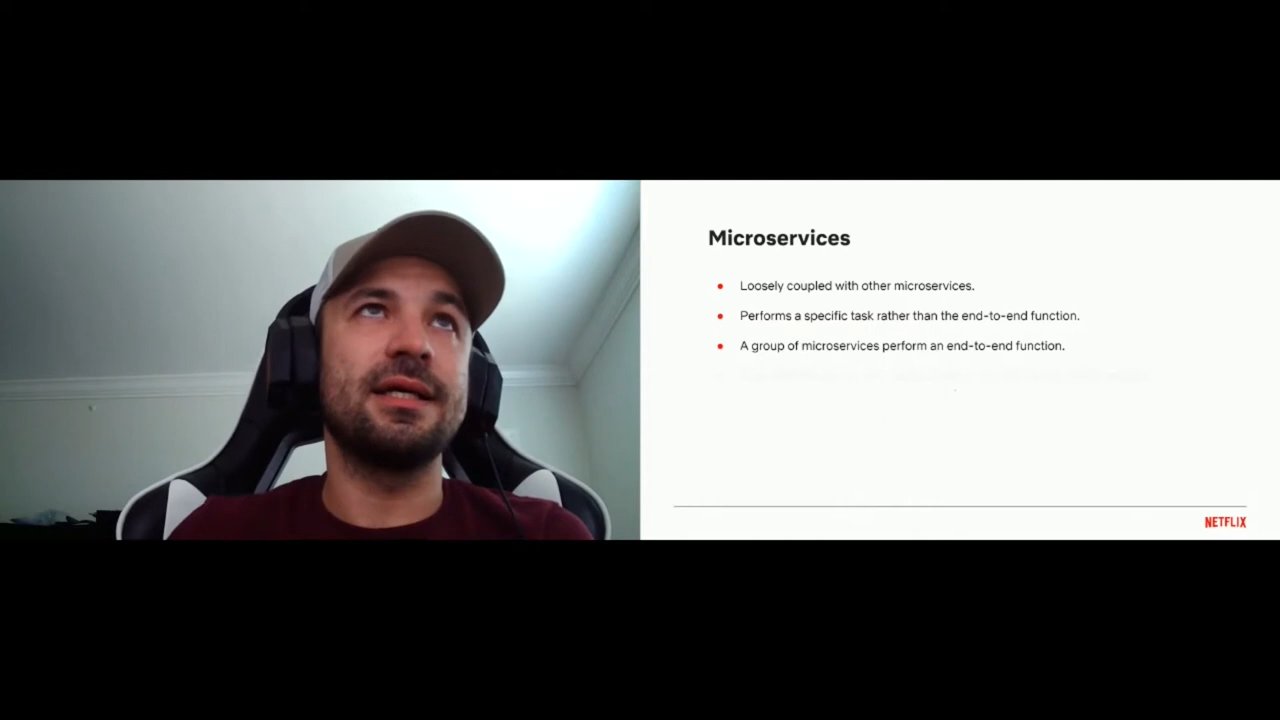 Microservices
Loosely coupled with other microservices.
Performs a specific task rather than the end-to-end function.
A group of microservices perform an end-to-end function.
NETFLIX